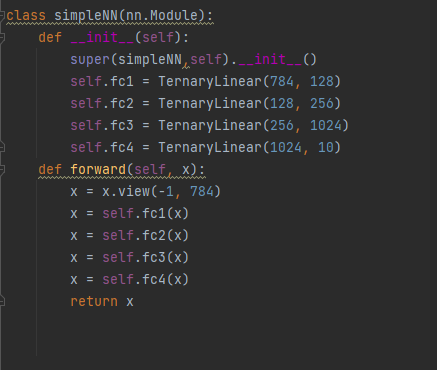 class simpleNN(nn.Module):
    def __init__(self):
        super(simpleNN,self).__init__()
        self.fc1 = TernaryLinear(784, 128)
        self.fc2 = TernaryLinear(128, 256)
        self.fc3 = TernaryLinear(256, 1024)
        self.fc4 = TernaryLinear(1024, 10)
    def forward(self, x):
        x = x.view(-1, 784)
        x = self.fc1(x)
        x = self.fc2(x)
        x = self.fc3(x)
        x = self.fc4(x)
        return x